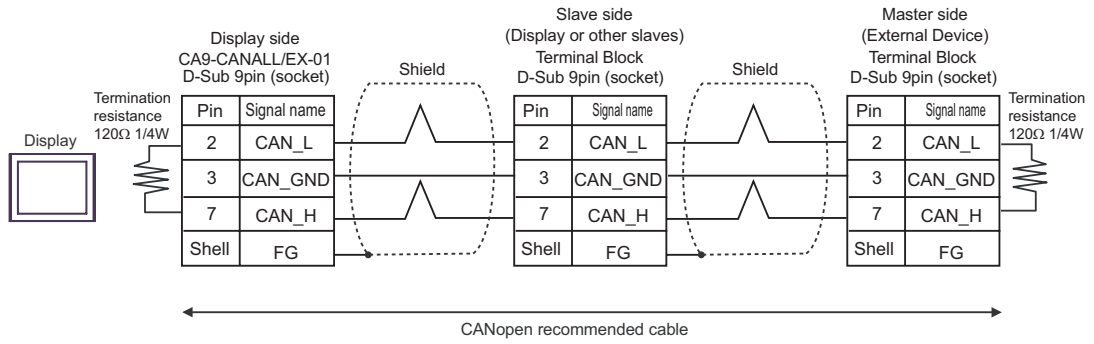 Display side
CA9-CANALL/EX-01
D-Sub 9pin (socket)
Slave side
(Display or other slaves)
Terminal Block
D-Sub 9pin (socket)
Master side
(External Device)
Terminal Block
D-Sub 9pin (socket)
Shield
Shield
Display
Termination
resistance
120Ω 1/4W
Pin Signal name
2 CAN_L
3 CAN_GND
7 CAN_H
Shell FG
Pin Signal name
2 CAN_L
3 CAN_GND
7 CAN_H
Shell FG
Pin Signal name
2 CAN_L
3 CAN_GND
7 CAN_H
Shell FG
Termination
resistance
120Ω 1/4W
CANopen recommended cable